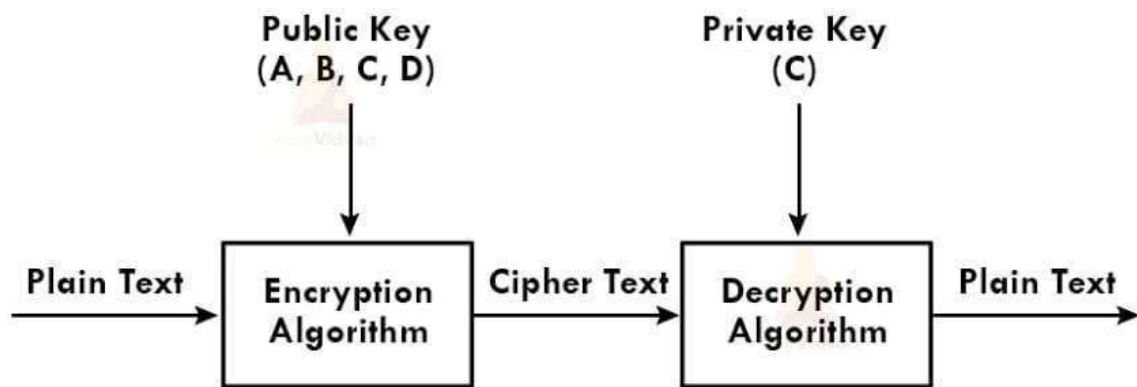 Public Key
(A, B, C, D)
Private Key
(C)
Plain Text
Encryption
Algorithm
Cipher Text
Decryption
Algorithm
Plain Text